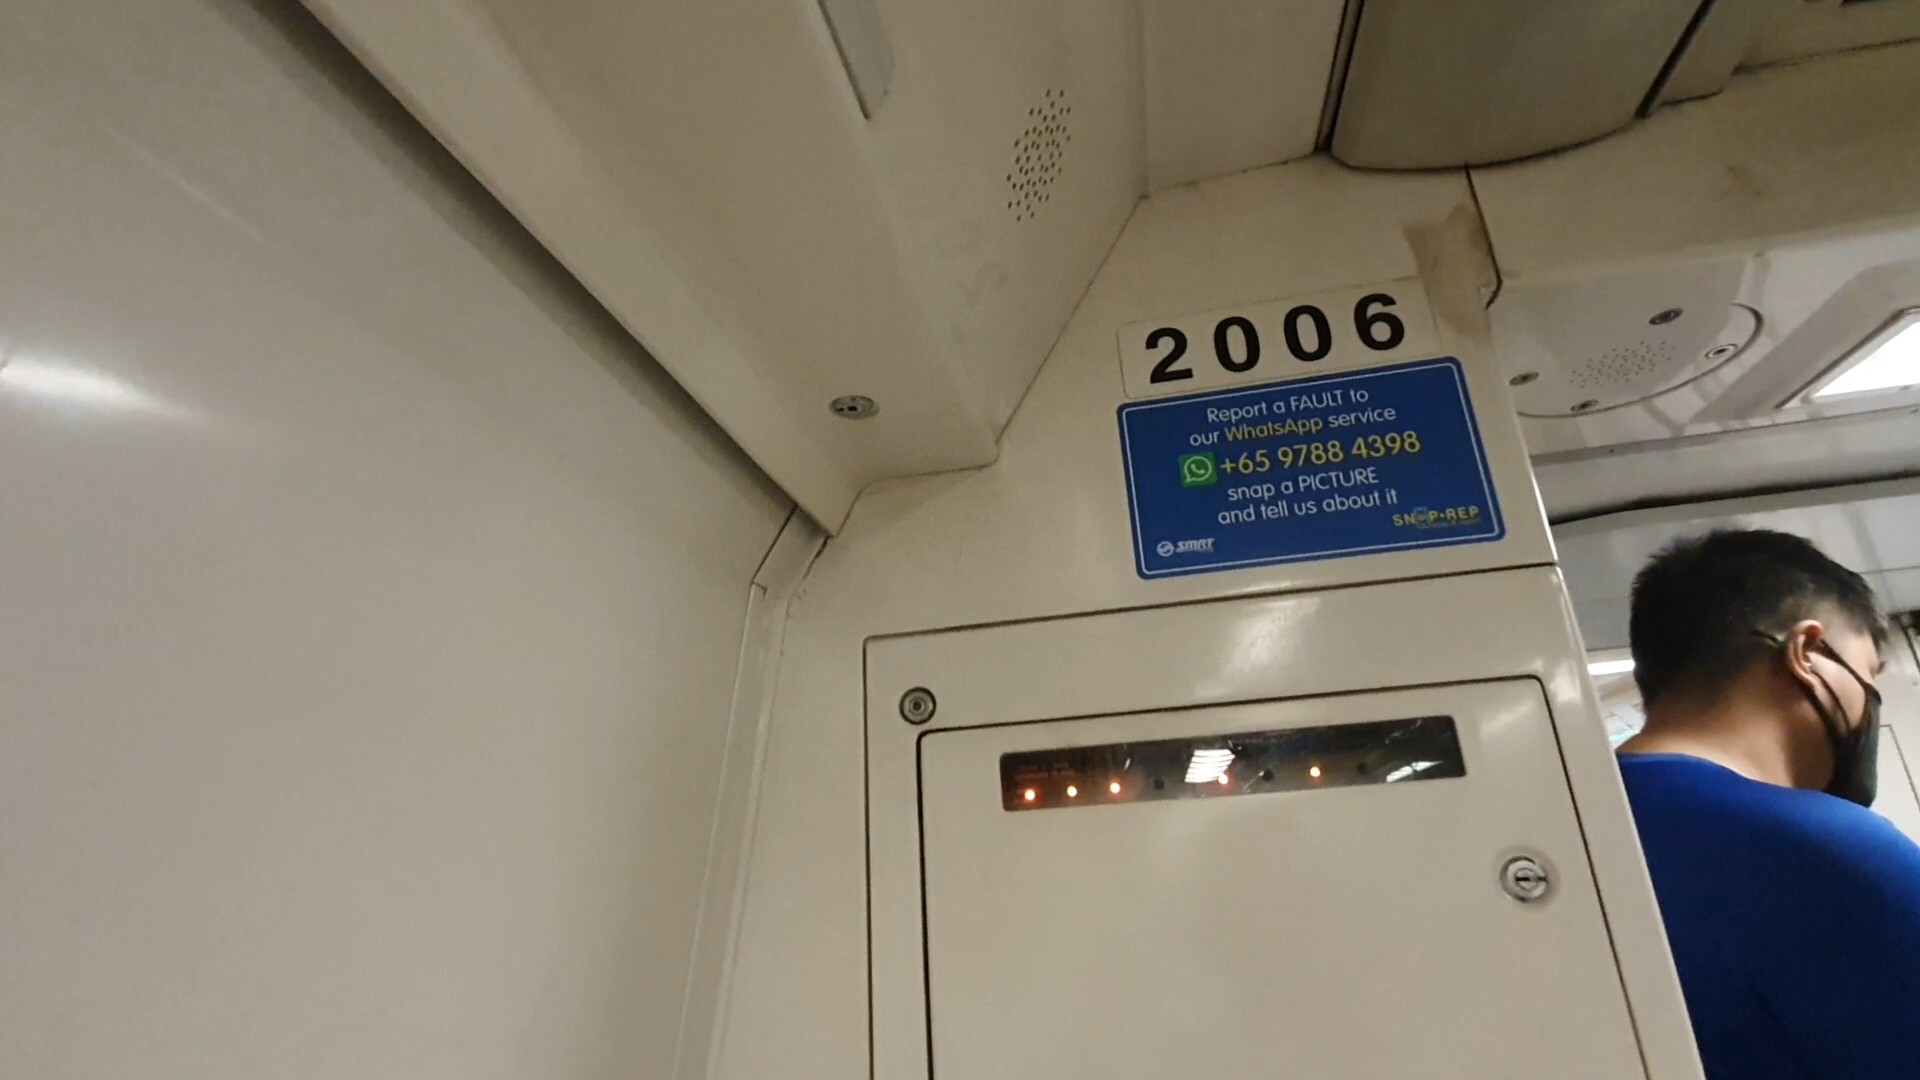 2006
Report a FAULT to
our WhatsApp service
+65 9788 4398
snap a PICTURE
and tell us about it
SNAP•REP
SMRT